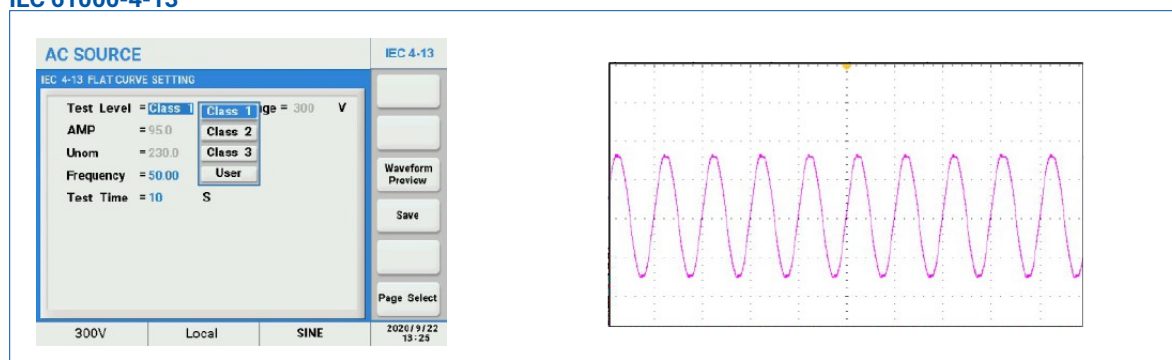 IEC 61000-4-13
AC SOURCE
IEC 4-13
IEC 4-13 FLAT CURVE SETTING
Test Level = Class 1 ge = 300 V
Class 1
Class 2
Class 3
User
AMP = 95.0
Unom = 230.0
Frequency = 50.00
Test Time = 10 S
Waveform
Preview
Save
Page Select
300V
Local
SINE
2020/9/22
13:25